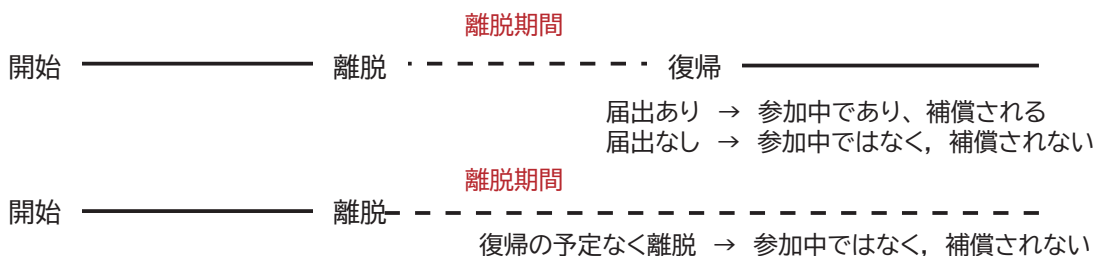 離脱期間
開始 離脱 復帰
届出あり → 参加中であり、補償される
届出なし → 参加中ではなく，補償されない
離脱期間
開始 離脱
復帰の予定なく離脱 → 参加中ではなく，補償されない